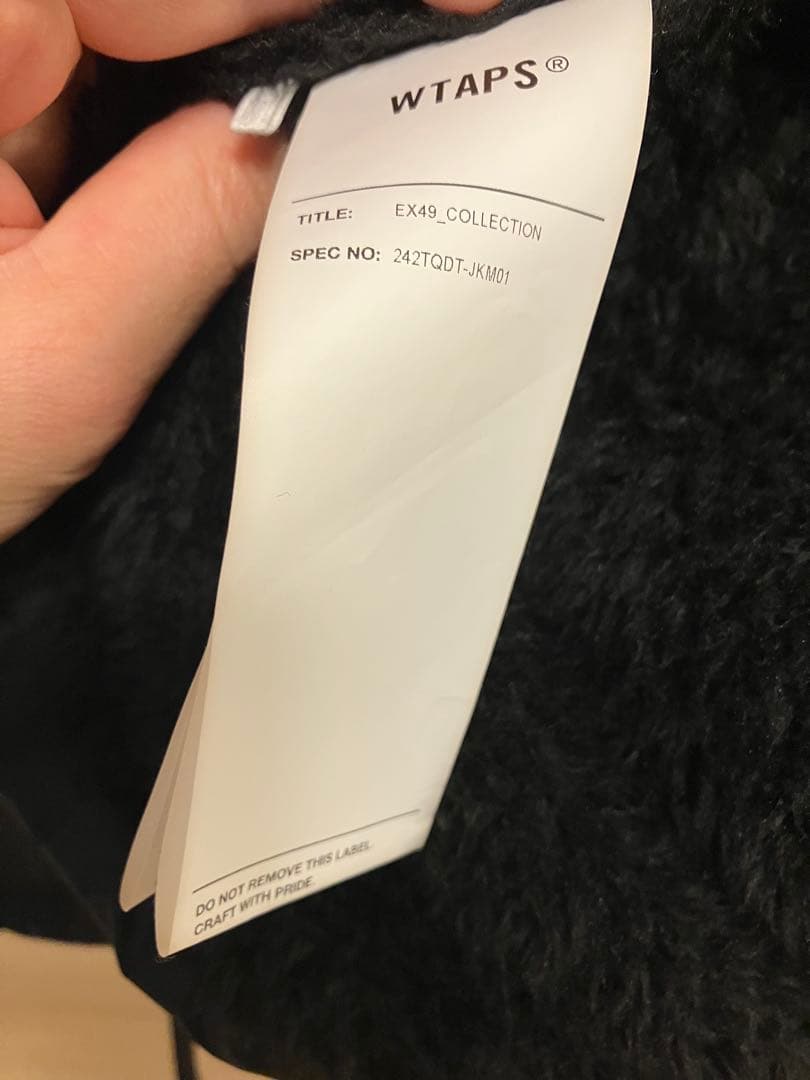 WTAPS®
TITLE: EX49_COLLECTION
SPEC NO: 242TQDT-JKM01
DO NOT REMOVE THIS LABEL.
CRAFT WITH PRIDE.